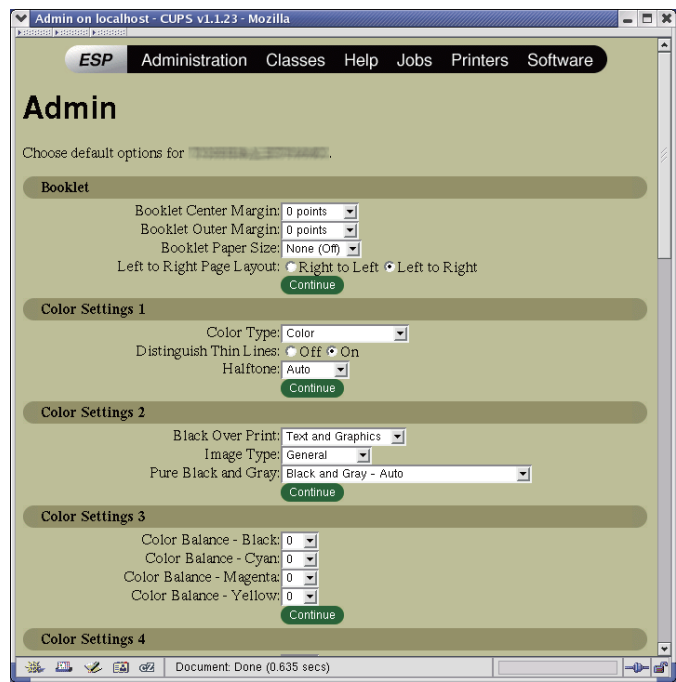 Admin on localhost - CUPS v1.1.23 - Mozilla
ESP Administration Classes Help Jobs Printers Software
Admin
Choose default options for .
Booklet
Booklet Center Margin: 0 points
Booklet Outer Margin: 0 points
Booklet Paper Size: None (Off)
Left to Right Page Layout: Right to Left Left to Right
Continue
Color Settings 1
Color Type: Color
Distinguish Thin Lines: Off On
Halftone: Auto
Continue
Color Settings 2
Black Over Print: Text and Graphics
Image Type: General
Pure Black and Gray: Black and Gray - Auto
Continue
Color Settings 3
Color Balance - Black: 0
Color Balance - Cyan: 0
Color Balance - Magenta: 0
Color Balance - Yellow: 0
Continue
Color Settings 4
Document: Done (0.635 secs)